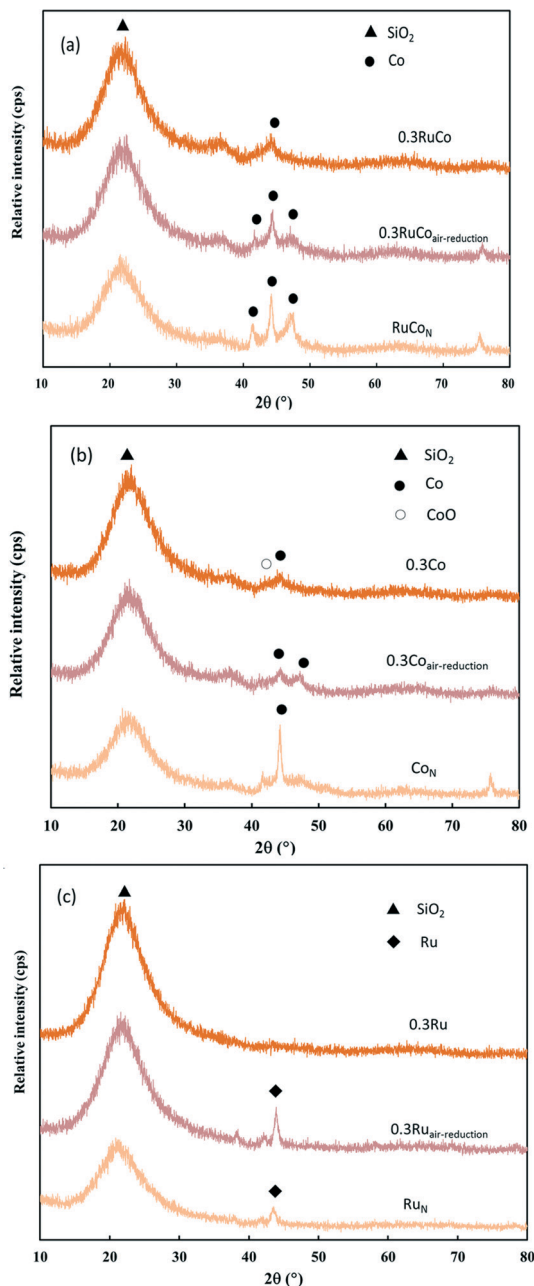 (a)
▲ SiO2
● Co
0.3RuCo
0.3RuCoair-reduction
RuCoN
Relative intensity (cps)
10 20 30 40 50 60 70 80
2θ (°)
(b)
▲ SiO2
● Co
○ CoO
0.3Co
0.3Coair-reduction
CoN
Relative intensity (cps)
10 20 30 40 50 60 70 80
2θ (°)
(c)
▲ SiO2
◆ Ru
0.3Ru
0.3Ruair-reduction
RuN
Relative intensity (cps)
10 20 30 40 50 60 70 80
2θ (°)